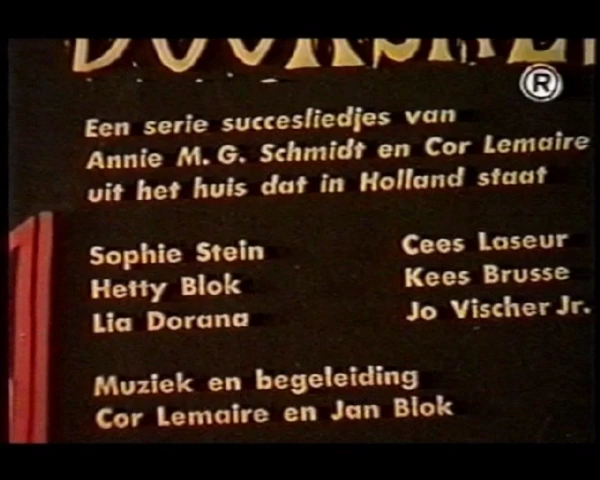 ®
Een serie succesliedjes van
Annie M. G. Schmidt en Cor Lemaire
uit het huis dat in Holland staat
Sophie Stein
Hetty Blok
Lia Dorana
Cees Laseur
Kees Brusse
Jo Vischer Jr.
Muziek en begeleiding
Cor Lemaire en Jan Blok